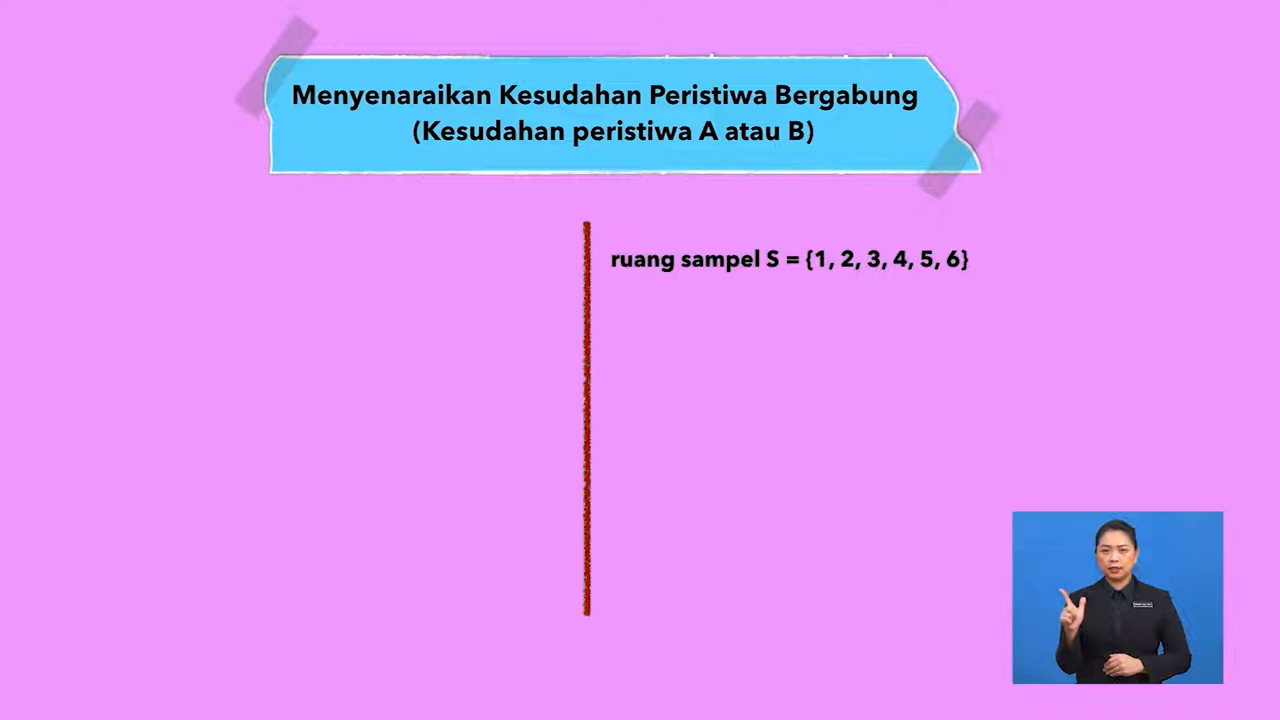 Menyenaraikan Kesudahan Peristiwa Bergabung
(Kesudahan peristiwa A atau B)
ruang sampel S = {1, 2, 3, 4, 5, 6}